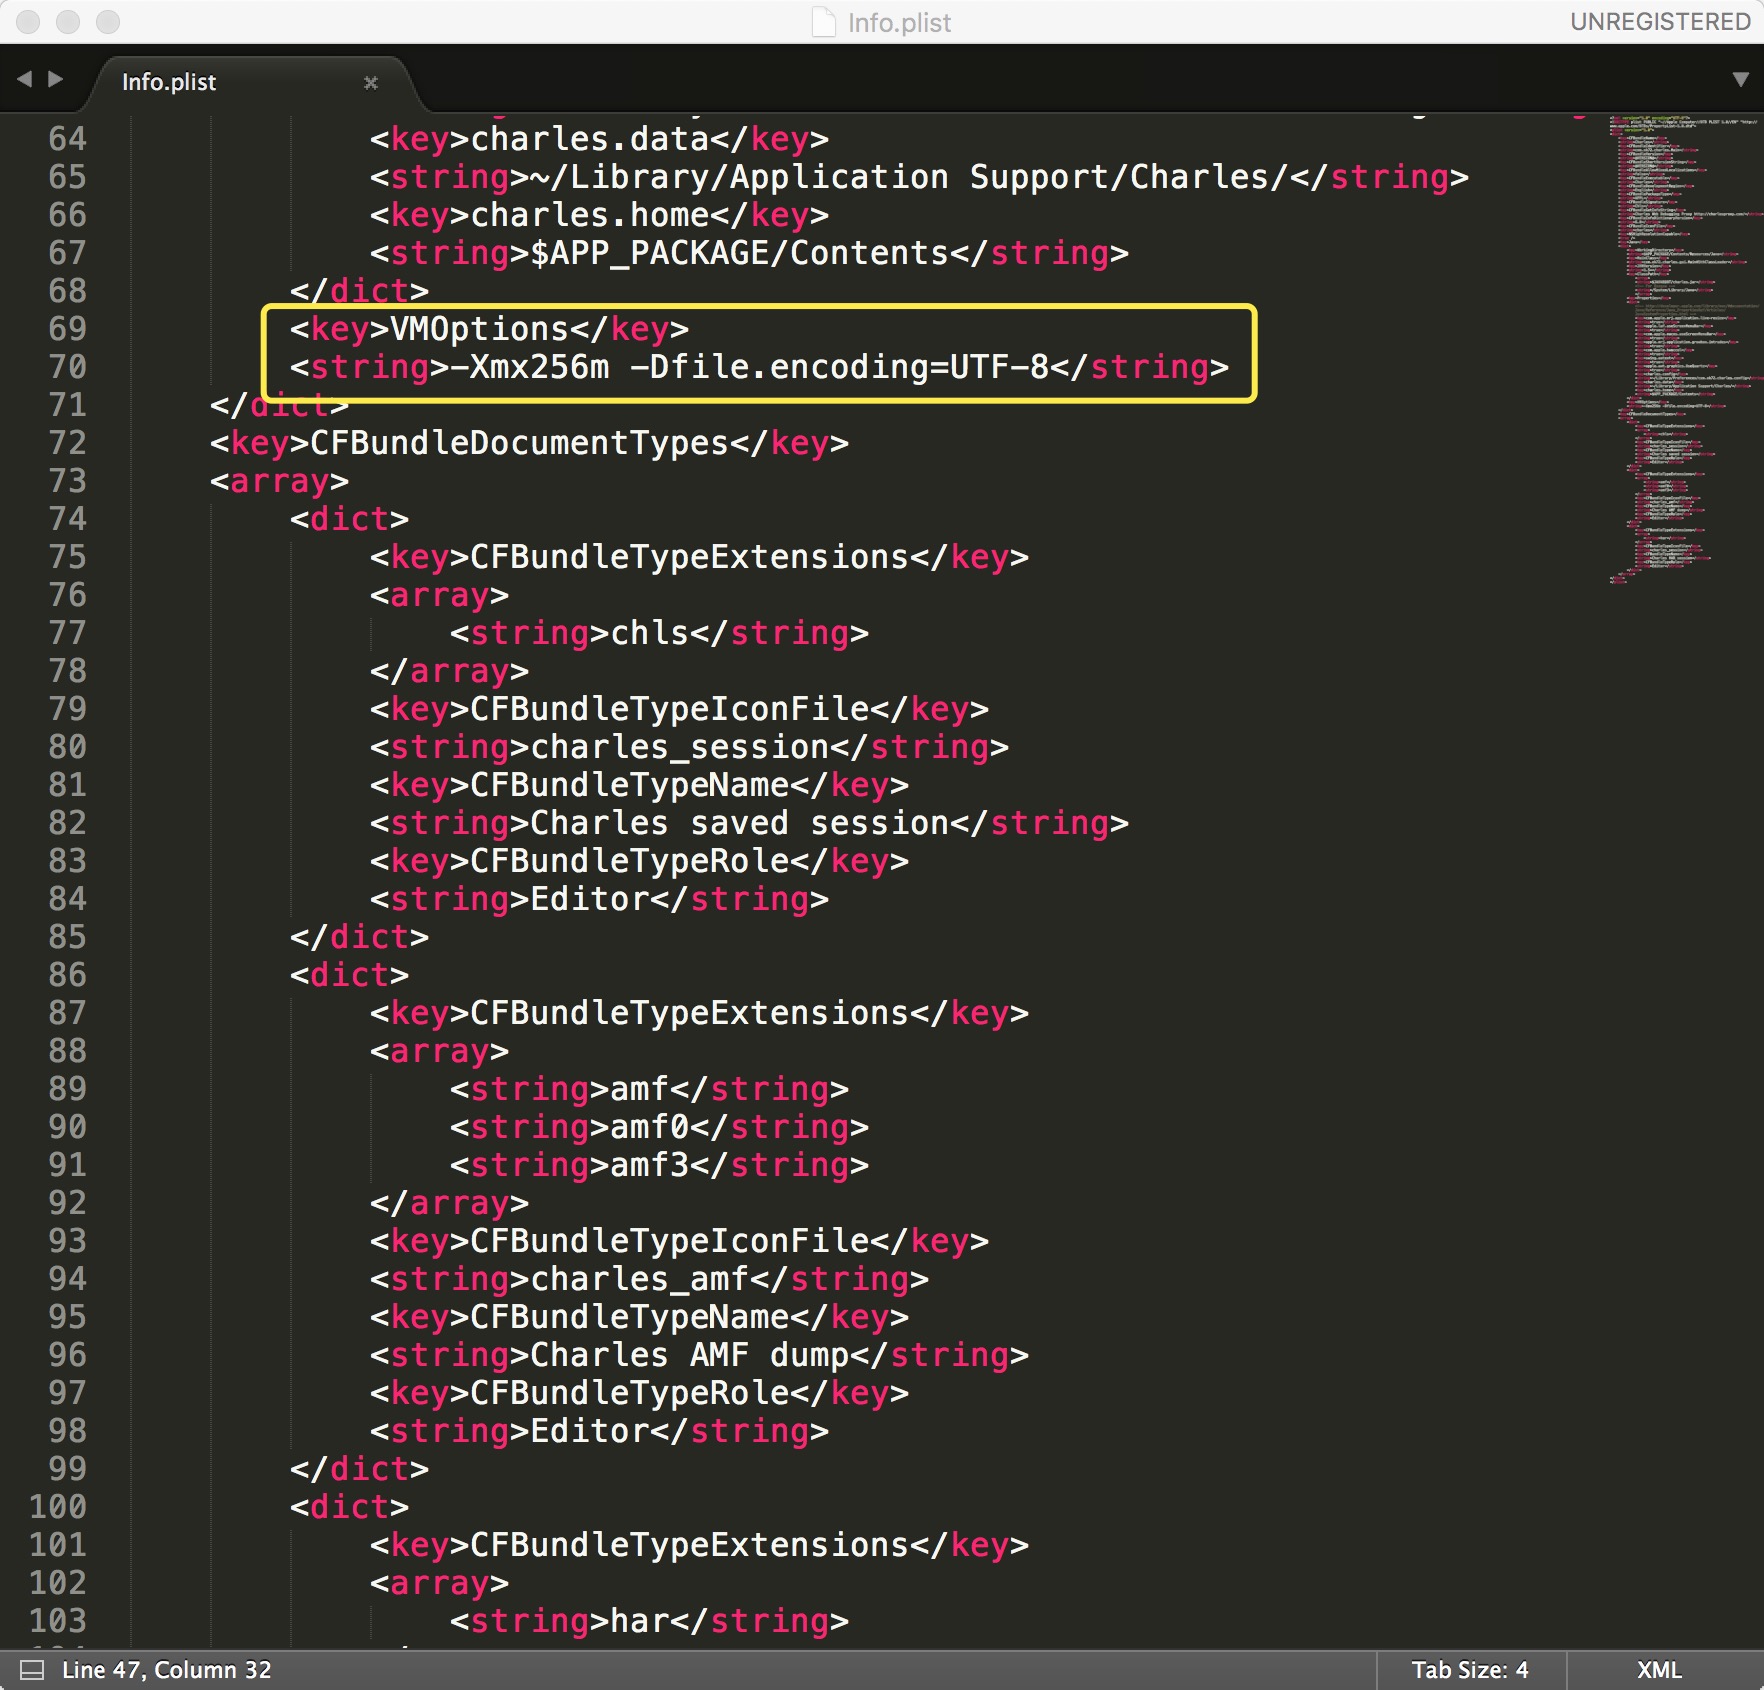 Info.plist
UNREGISTERED
Info.plist
64 <key>charles.data</key>
65 <string>~/Library/Application Support/Charles/</string>
66 <key>charles.home</key>
67 <string>$APP_PACKAGE/Contents</string>
68 </dict>
69 <key>VMOptions</key>
70 <string>-Xmx256m -Dfile.encoding=UTF-8</string>
71 </dict>
72 <key>CFBundleDocumentTypes</key>
73 <array>
74 <dict>
75 <key>CFBundleTypeExtensions</key>
76 <array>
77 <string>chls</string>
78 </array>
79 <key>CFBundleTypeIconFile</key>
80 <string>charles_session</string>
81 <key>CFBundleTypeName</key>
82 <string>Charles saved session</string>
83 <key>CFBundleTypeRole</key>
84 <string>Editor</string>
85 </dict>
86 <dict>
87 <key>CFBundleTypeExtensions</key>
88 <array>
89 <string>amf</string>
90 <string>amf0</string>
91 <string>amf3</string>
92 </array>
93 <key>CFBundleTypeIconFile</key>
94 <string>charles_amf</string>
95 <key>CFBundleTypeName</key>
96 <string>Charles AMF dump</string>
97 <key>CFBundleTypeRole</key>
98 <string>Editor</string>
99 </dict>
100 <dict>
101 <key>CFBundleTypeExtensions</key>
102 <array>
103 <string>har</string>
Line 47, Column 32
Tab Size: 4
XML